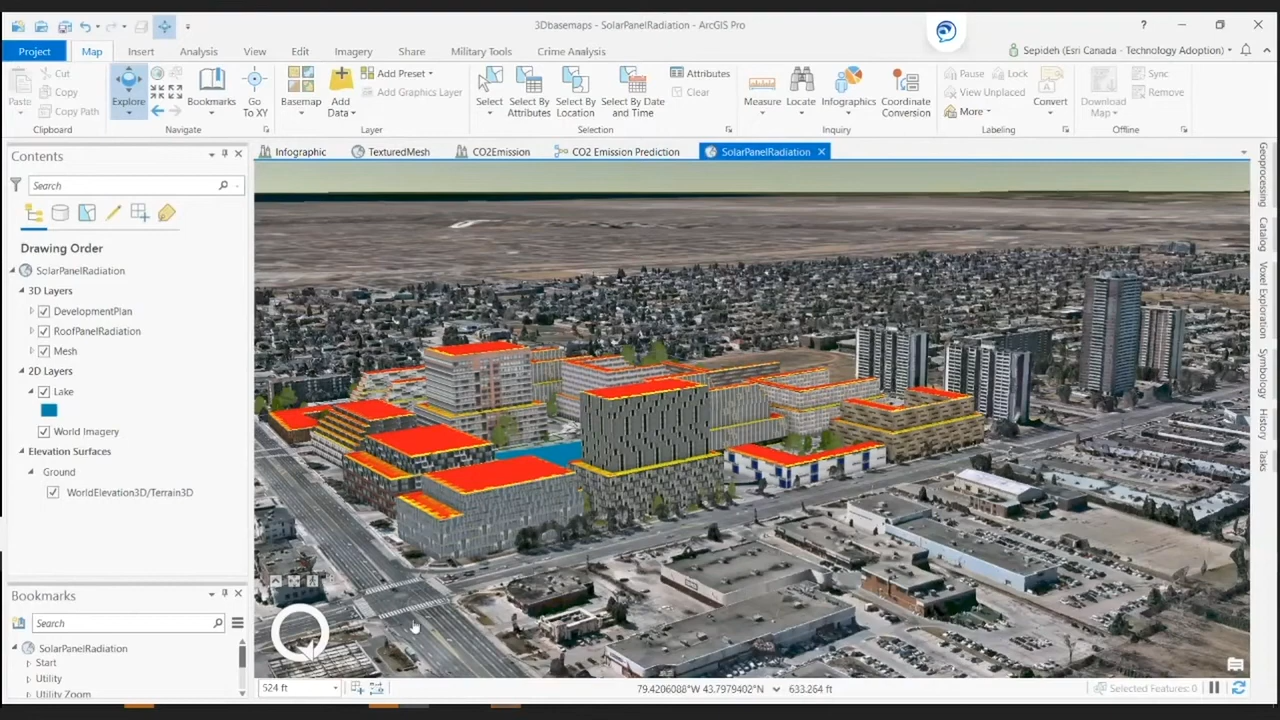 3Dbasemaps - SolarPanelRadiation - ArcGIS Pro
?
Project Map Insert Analysis View Edit Imagery Share Military Tools Crime Analysis
Sepideh (Esri Canada - Technology Adoption)
Paste Cut Copy Copy Path
Clipboard
Explore Bookmarks Go To XY
Navigate
Basemap Add Data Add Preset Add Graphics Layer
Layer
Select Select By Attributes Select By Location Select By Date and Time Attributes Clear
Selection
Measure Locate Infographics Coordinate Conversion
Inquiry
Pause Lock View Unplaced More Convert
Labeling
Download Map Sync Remove
Offline
Contents
Search
Drawing Order
SolarPanelRadiation
3D Layers
DevelopmentPlan
RoofPanelRadiation
Mesh
2D Layers
Lake
World Imagery
Elevation Surfaces
Ground
WorldElevation3D/Terrain3D
Bookmarks
Search
SolarPanelRadiation
Start
Utility
Utility Zoom
Infographic TexturedMesh CO2Emission CO2 Emission Prediction SolarPanelRadiation
524 ft
79.4206088°W 43.7979402°N
633.264 ft
Selected Features: 0
Geoprocessing
Catalog
Voxel Exploration
Symbology
History
Tasks